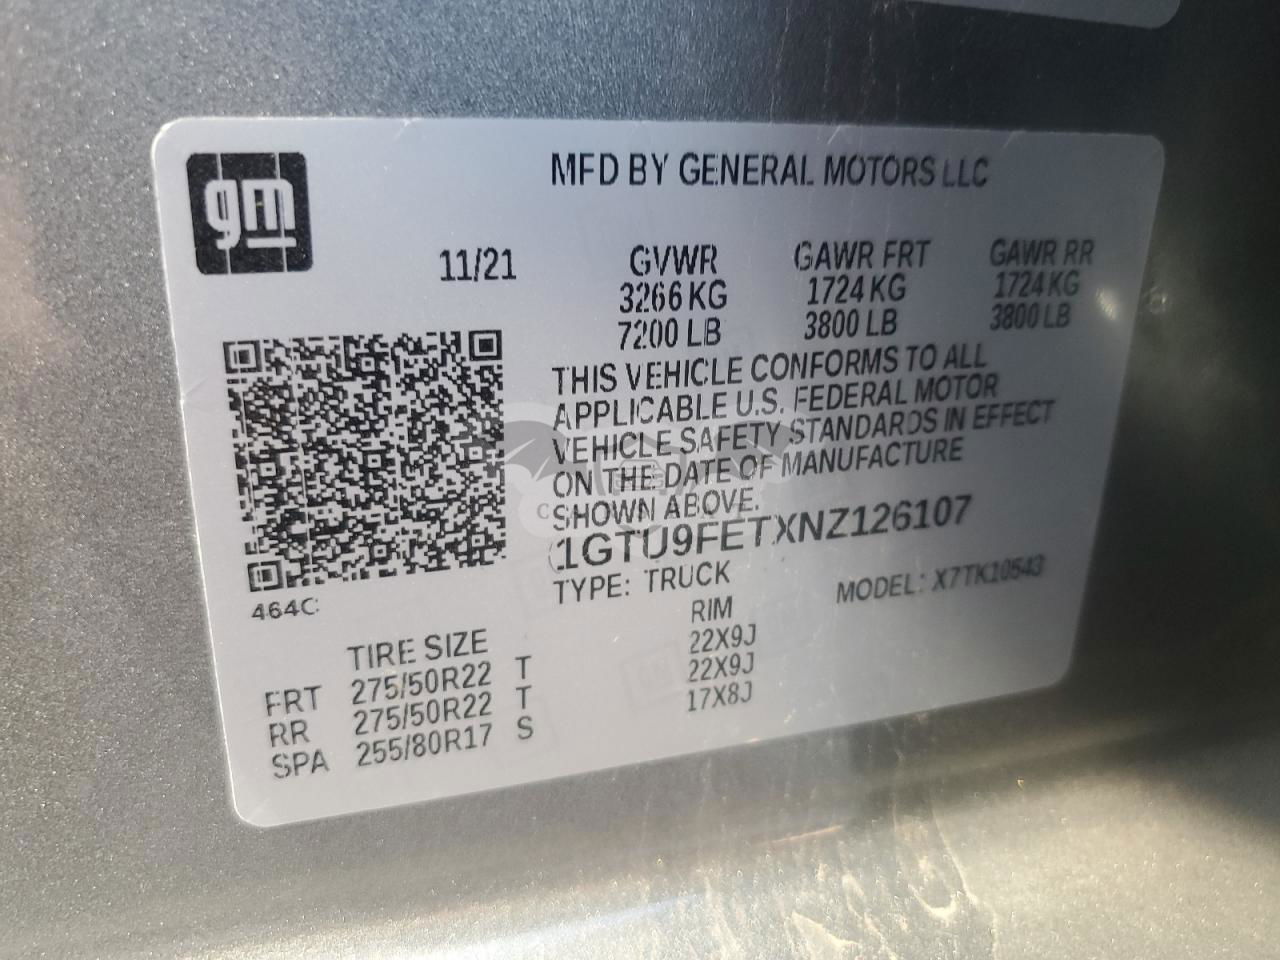 gm
MFD BY GENERAL MOTORS LLC
11/21 GVWR GAWR FRT GAWR RR
3266 KG 1724 KG 1724 KG
7200 LB 3800 LB 3800 LB
THIS VEHICLE CONFORMS TO ALL
APPLICABLE U.S. FEDERAL MOTOR
VEHICLE SAFETY STANDARDS IN EFFECT
ON THE DATE OF MANUFACTURE
SHOWN ABOVE.
1GTU9FETXNZ126107
TYPE: TRUCK MODEL: X7TK10543
464C
TIRE SIZE RIM
FRT 275/50R22 T 22X9J
RR 275/50R22 T 22X9J
SPA 255/80R17 S 17X8J